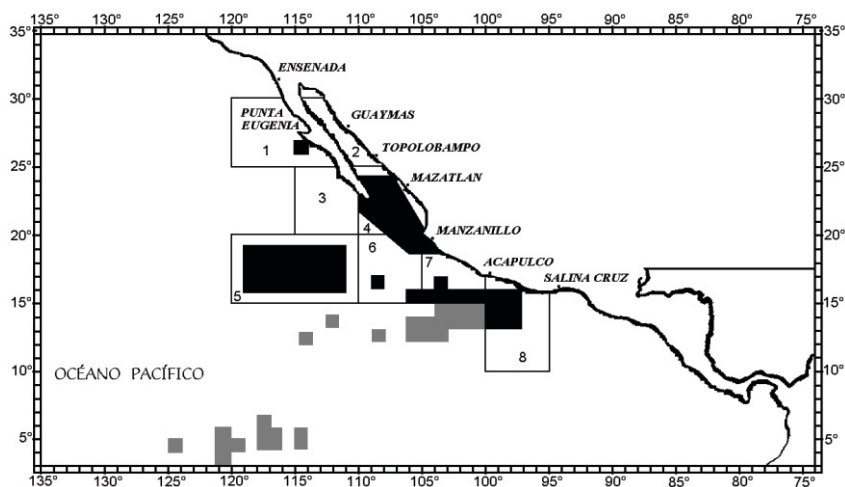 135° 130° 125° 120° 115° 110° 105° 100° 95° 90° 85° 80° 75°
35° 35°
ENSENADA
30° 30°
PUNTA
EUGENIA
GUAYMAS
1 2 TOPOLOBAMPO
25° 25°
MAZATLAN
3
4
20° MANZANILLO 20°
6
7 ACAPULCO
SALINA CRUZ
5
15° 15°
8
10° 10°
OCÉANO PACÍFICO
5° 5°
135° 130° 125° 120° 115° 110° 105° 100° 95° 90° 85° 80° 75°